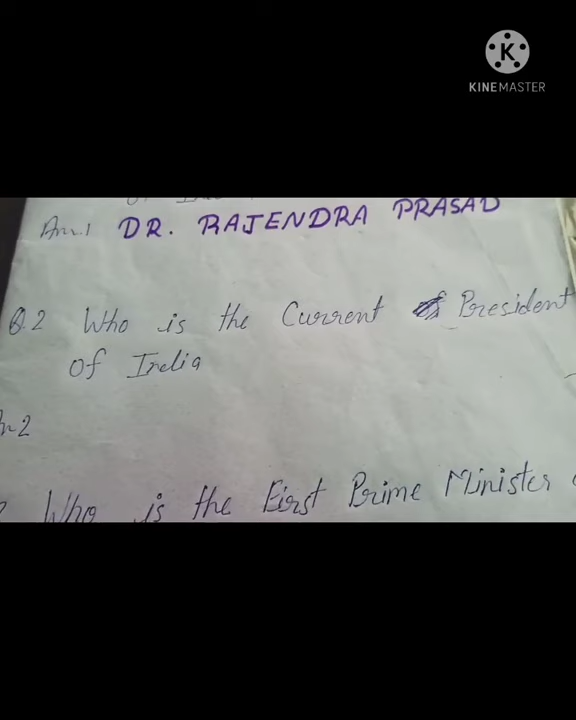 K
KINEMASTER
Ans.1 DR. RAJENDRA PRASAD
Q.2 Who is the Current President
of India
An 2
Who is the First Prime Minister